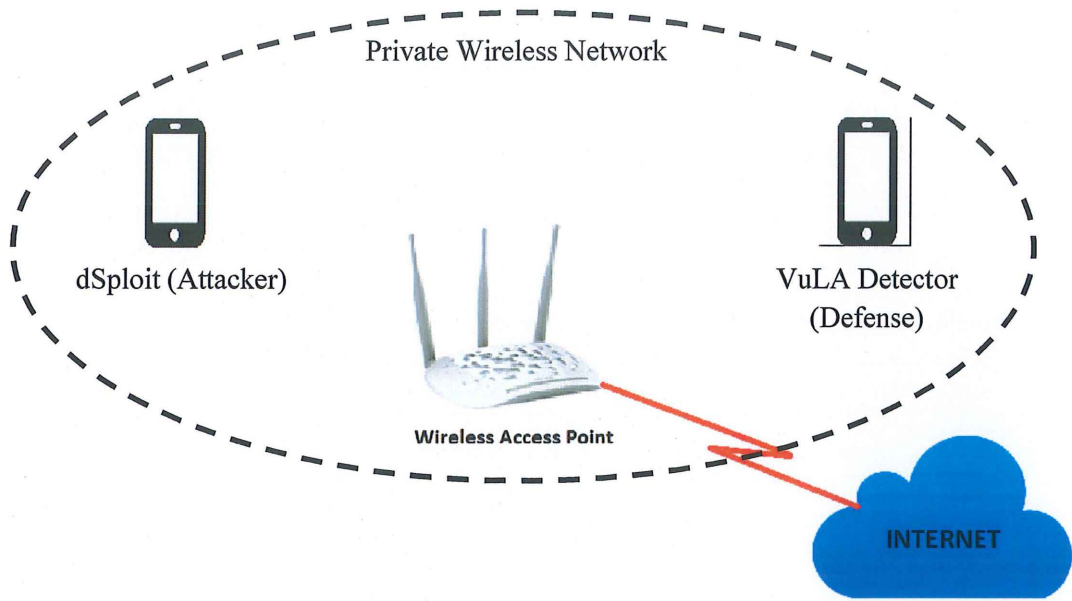 Private Wireless Network
dSploit (Attacker)
VuLA Detector
(Defense)
Wireless Access Point
INTERNET